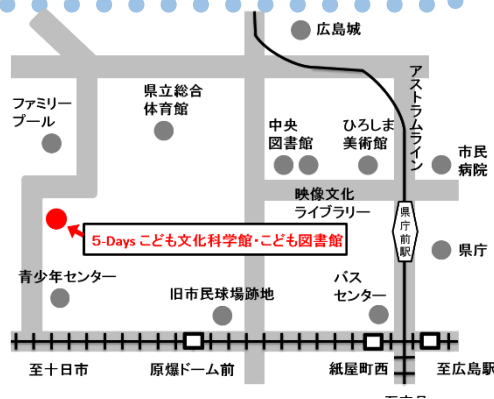 広島城
アストラムライン
県立総合
体育館
ファミリー
プール
中央
図書館
ひろしま
美術館
市民
病院
映像文化
ライブラリー
県庁前駅
5-Days こども文化科学館・こども図書館
県庁
青少年センター
旧市民球場跡地
バス
センター
至十日市
原爆ドーム前
紙屋町西
至広島駅